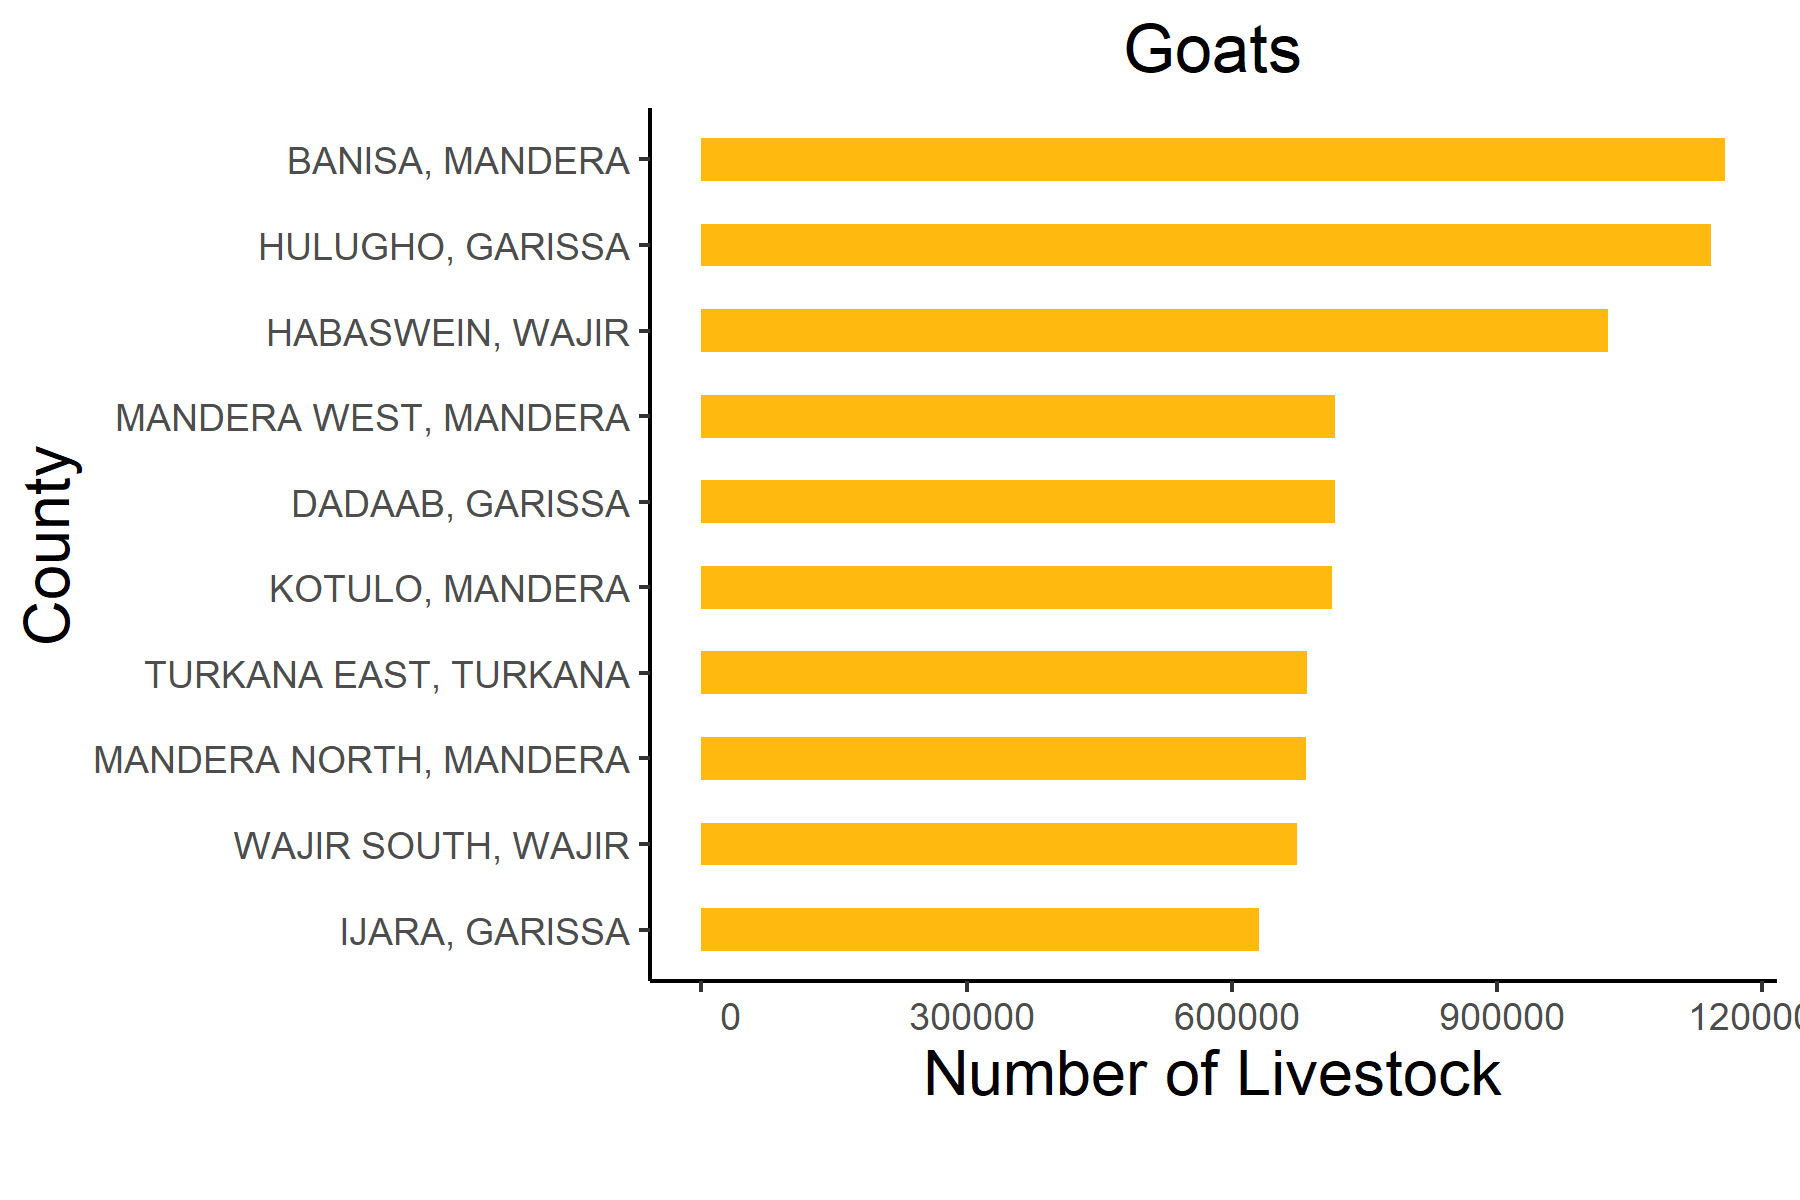 Goats
County
BANISA, MANDERA
HULUGHO, GARISSA
HABASWEIN, WAJIR
MANDERA WEST, MANDERA
DADAAB, GARISSA
KOTULO, MANDERA
TURKANA EAST, TURKANA
MANDERA NORTH, MANDERA
WAJIR SOUTH, WAJIR
IJARA, GARISSA
0 300000 600000 900000
Number of Livestock